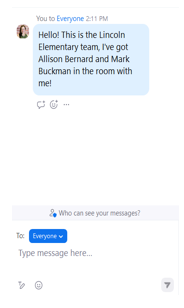 You to Everyone 2:11 PM
Hello! This is the Lincoln
Elementary team, I've got
Allison Bernard and Mark
Buckman in the room with
me!
Who can see your messages?
To: Everyone
Type message here...